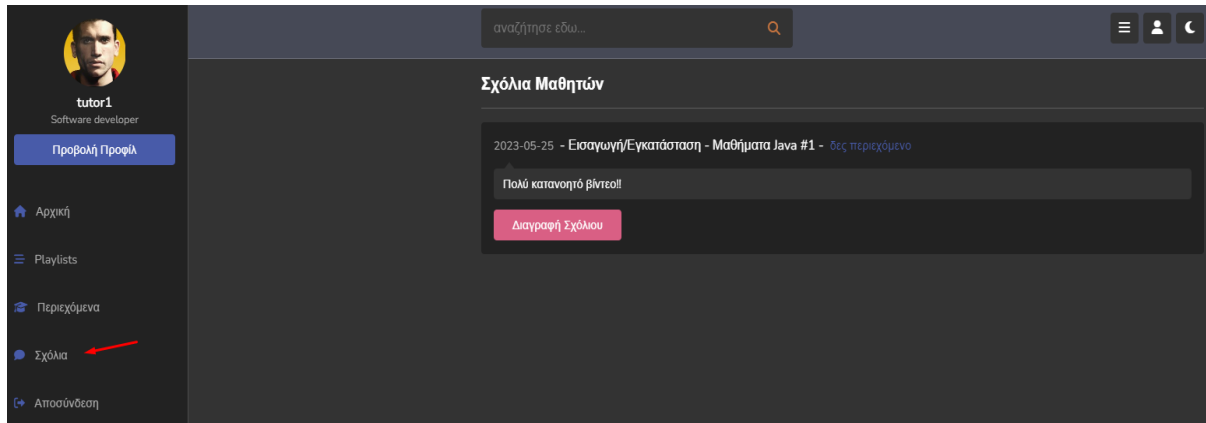 αναζήτησε εδω...
tutor1
Software developer
Προβολή Προφίλ
Αρχική
Playlists
Περιεχόμενα
Σχόλια
Αποσύνδεση
Σχόλια Μαθητών
2023-05-25 - Εισαγωγή/Εγκατάσταση - Μαθήματα Java #1 - δες περιεχόμενο
Πολύ κατανοητό βίντεο!!
Διαγραφή Σχόλιου